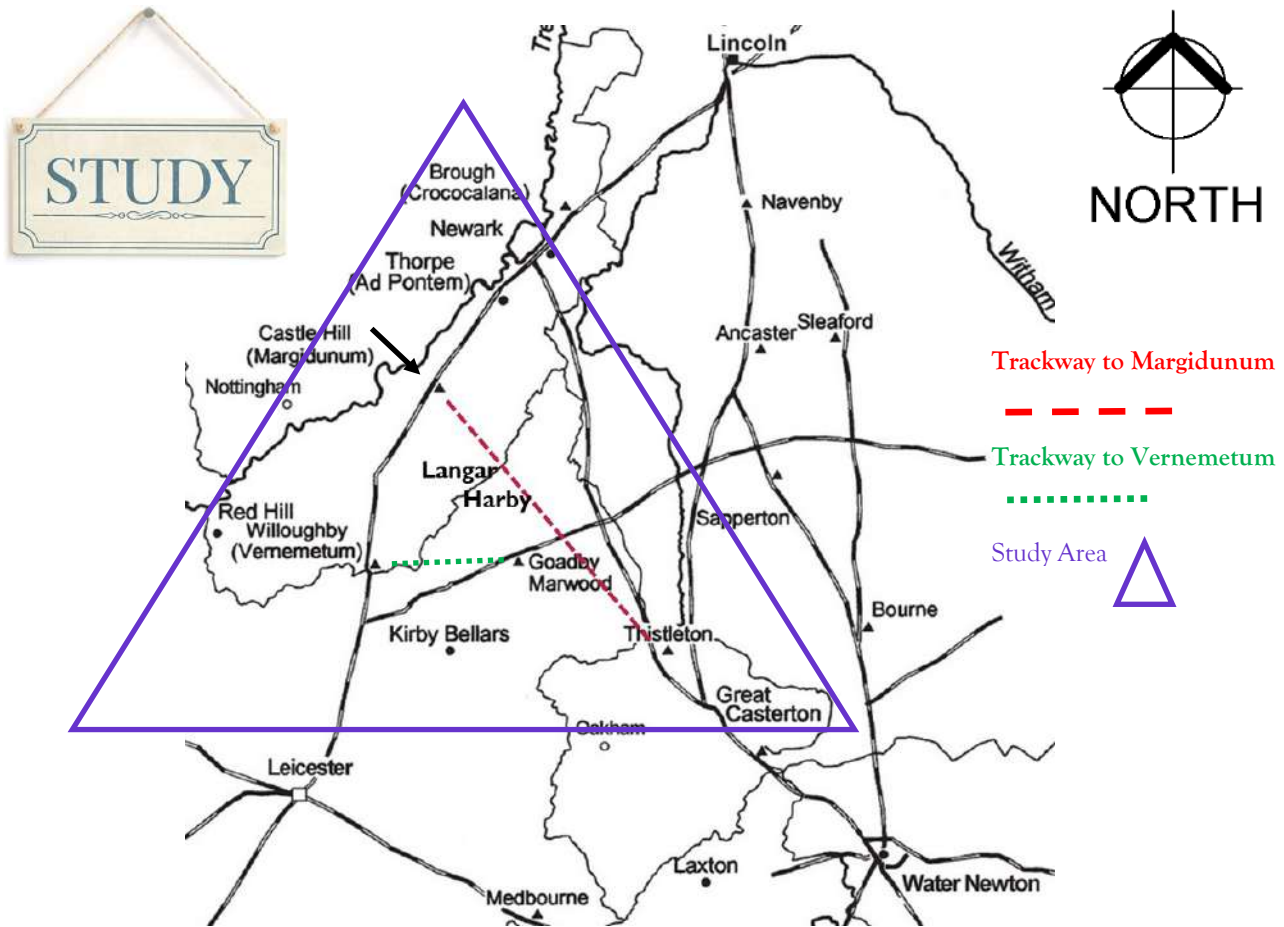 STUDY
Tre
Lincoln
NORTH
Brough
(Crococalana)
Navenby
Newark
Thorpe
(Ad Pontem)
Witham
Castle Hill
(Margidunum)
Ancaster
Sleaford
Nottingham
Trackway to Margidunum
Trackway to Vernemetum
Langar
Harby
Red Hill
Willoughby
(Vernemetum)
Sapperton
Study Area
Goadby
Marwood
Bourne
Kirby Bellars
Thistleton
Great
Casterton
Oakham
Leicester
Laxton
Water Newton
Medbourne